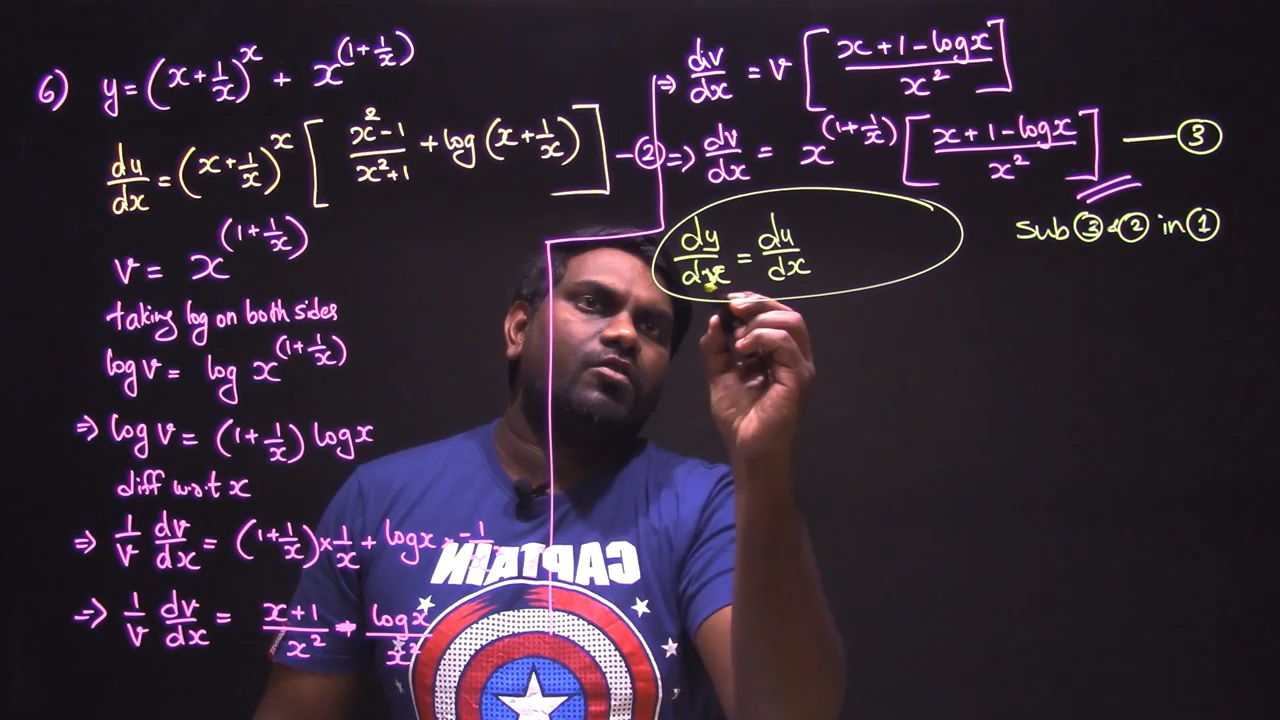 6) y = (x + 1/x)^x + x^(1 + 1/x)
du/dx = (x + 1/x)^x [ (x² - 1)/(x² + 1) + log (x + 1/x) ] - ②
v = x^(1 + 1/x)
taking log on both sides
log v = log x^(1 + 1/x)
⇒ log v = (1 + 1/x) log x
diff w.r.t x
⇒ 1/v dv/dx = (1 + 1/x) × 1/x + log x × -1/x
⇒ 1/v dv/dx = (x + 1)/x² - log x/x²
⇒ dv/dx = v [ (x + 1 - log x)/x² ]
⇒ dv/dx = x^(1 + 1/x) [ (x + 1 - log x)/x² ] — ③
sub ③ & ② in ①
dy/dx = du/dx
CAPTAIN